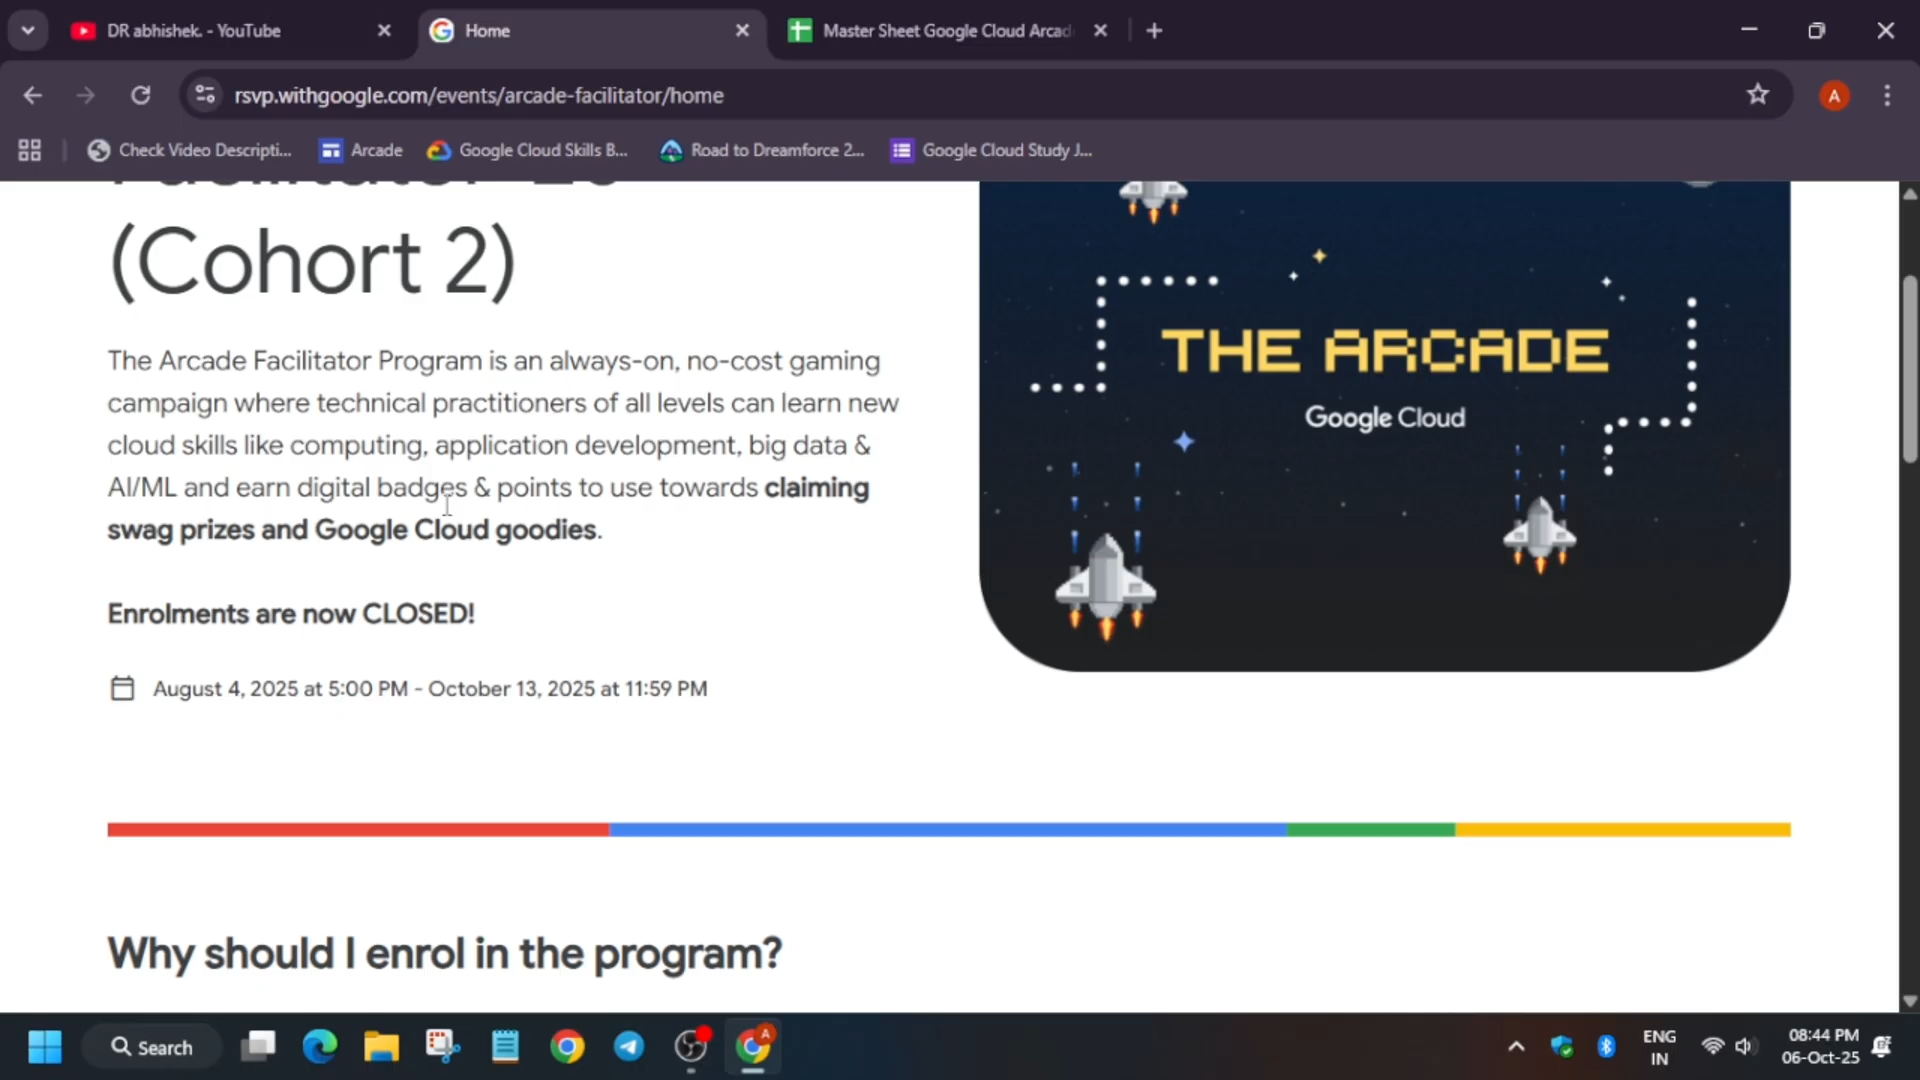 DR abhishek. - YouTube
Home
Master Sheet Google Cloud Arcad
rsvp.withgoogle.com/events/arcade-facilitator/home
A
Check Video Descripti...
Arcade
Google Cloud Skills B...
Road to Dreamforce 2...
Google Cloud Study J...
(Cohort 2)
The Arcade Facilitator Program is an always-on, no-cost gaming
campaign where technical practitioners of all levels can learn new
cloud skills like computing, application development, big data &
AI/ML and earn digital badges & points to use towards claiming
swag prizes and Google Cloud goodies.
Enrolments are now CLOSED!
August 4, 2025 at 5:00 PM - October 13, 2025 at 11:59 PM
THE ARCADE
Google Cloud
Why should I enrol in the program?
Search
A
ENG
IN
08:44 PM
06-Oct-25